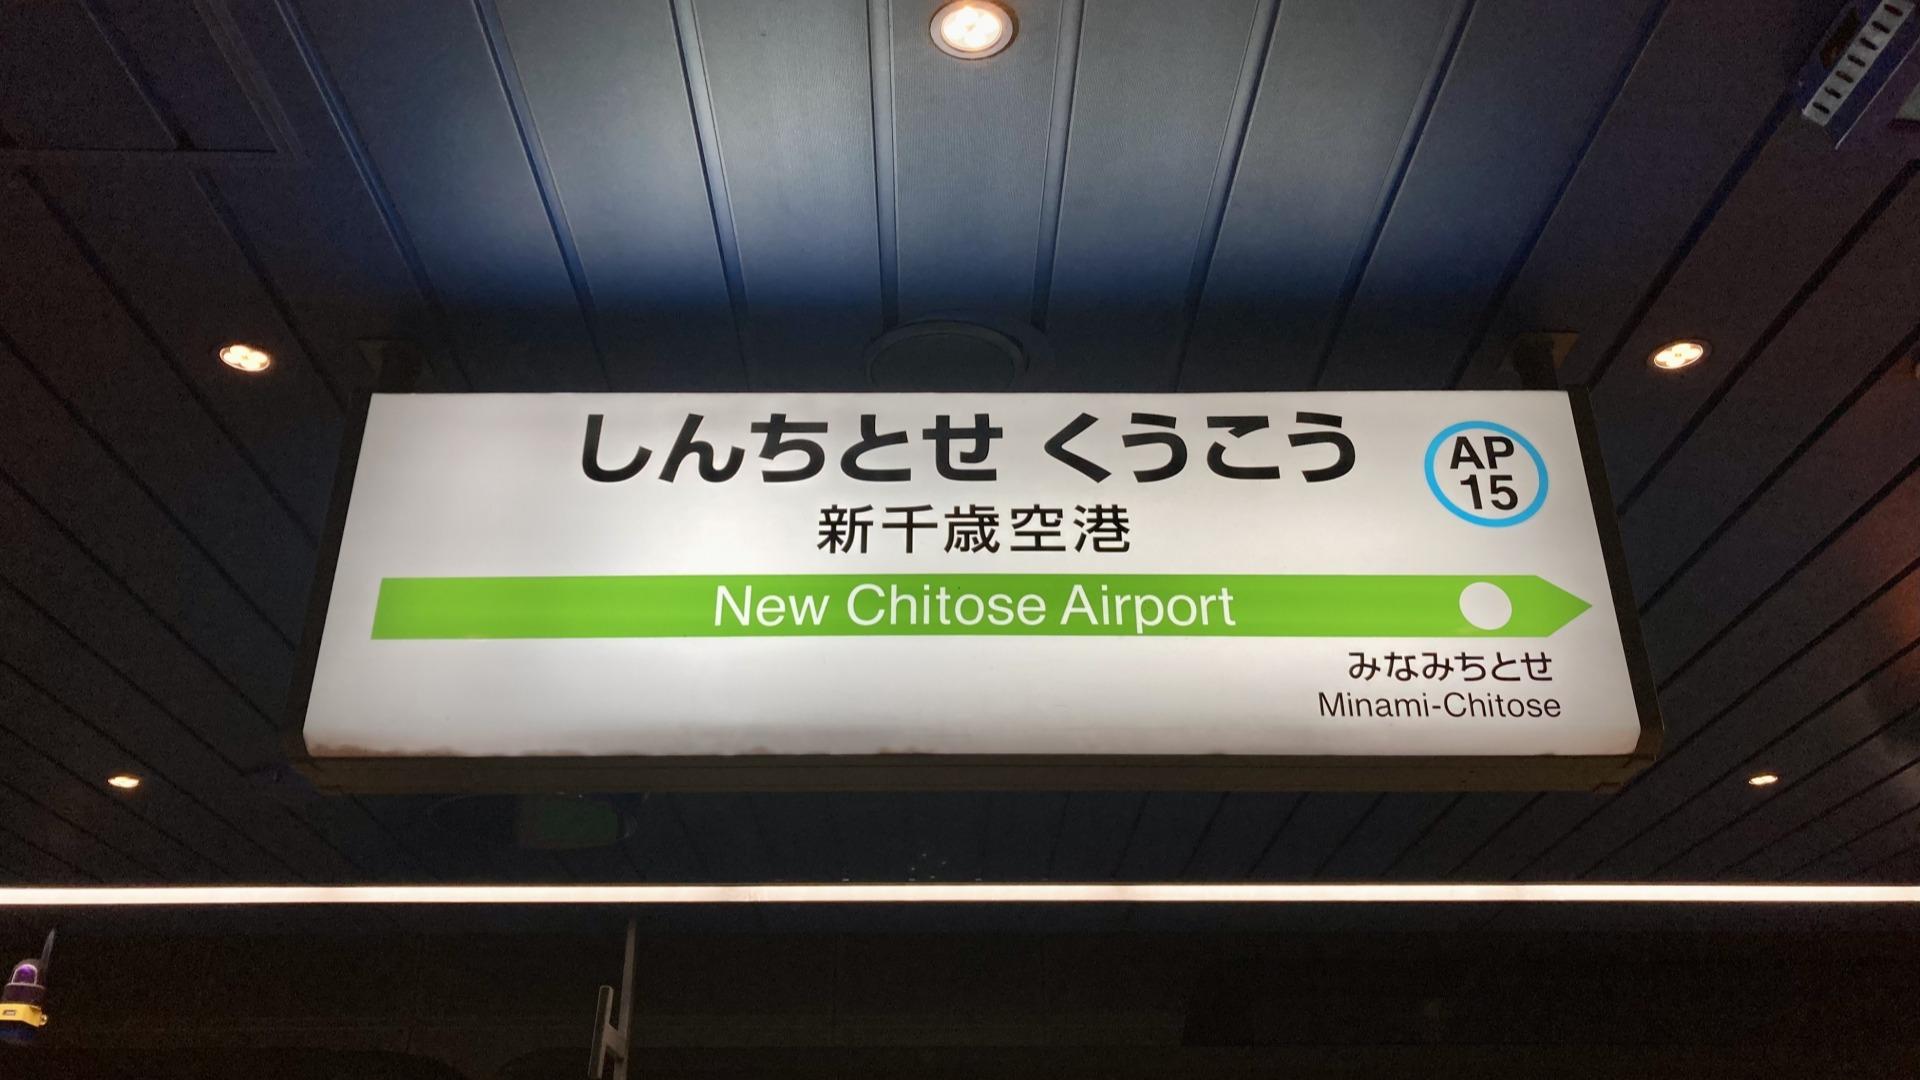 しんちとせ くうこう
AP
15
新千歳空港
New Chitose Airport
みなみちとせ
Minami-Chitose